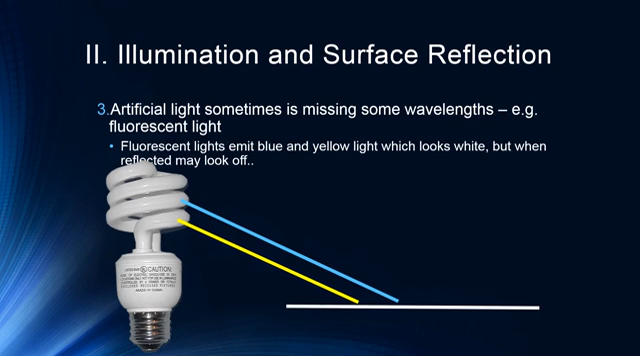 II. Illumination and Surface Reflection
3.Artificial light sometimes is missing some wavelengths – e.g.
fluorescent light
• Fluorescent lights emit blue and yellow light which looks white, but when
reflected may look off..
CAUTION: